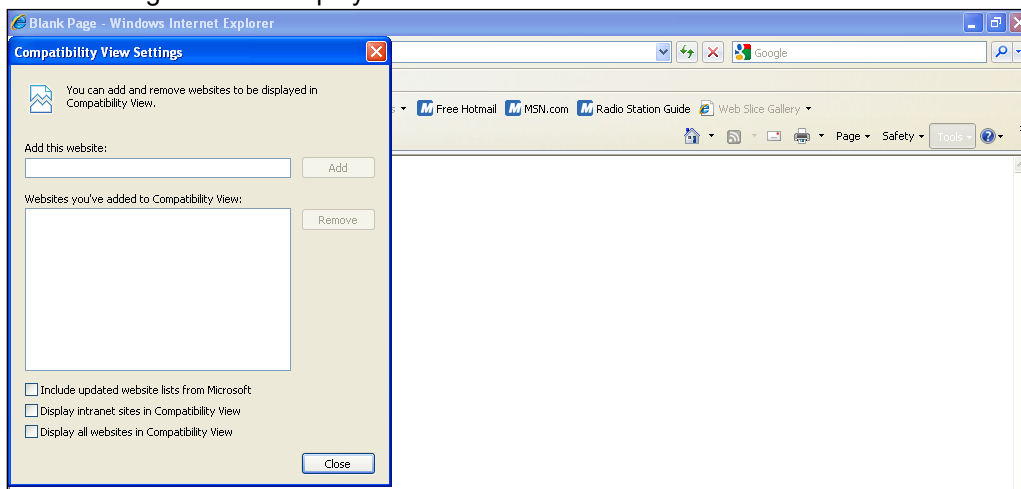 Blank Page - Windows Internet Explorer
Compatibility View Settings
Google
You can add and remove websites to be displayed in
Compatibility View.
Free Hotmail MSN.com Radio Station Guide Web Slice Gallery
Page Safety Tools
Add this website:
Add
Websites you've added to Compatibility View:
Remove
Include updated website lists from Microsoft
Display intranet sites in Compatibility View
Display all websites in Compatibility View
Close